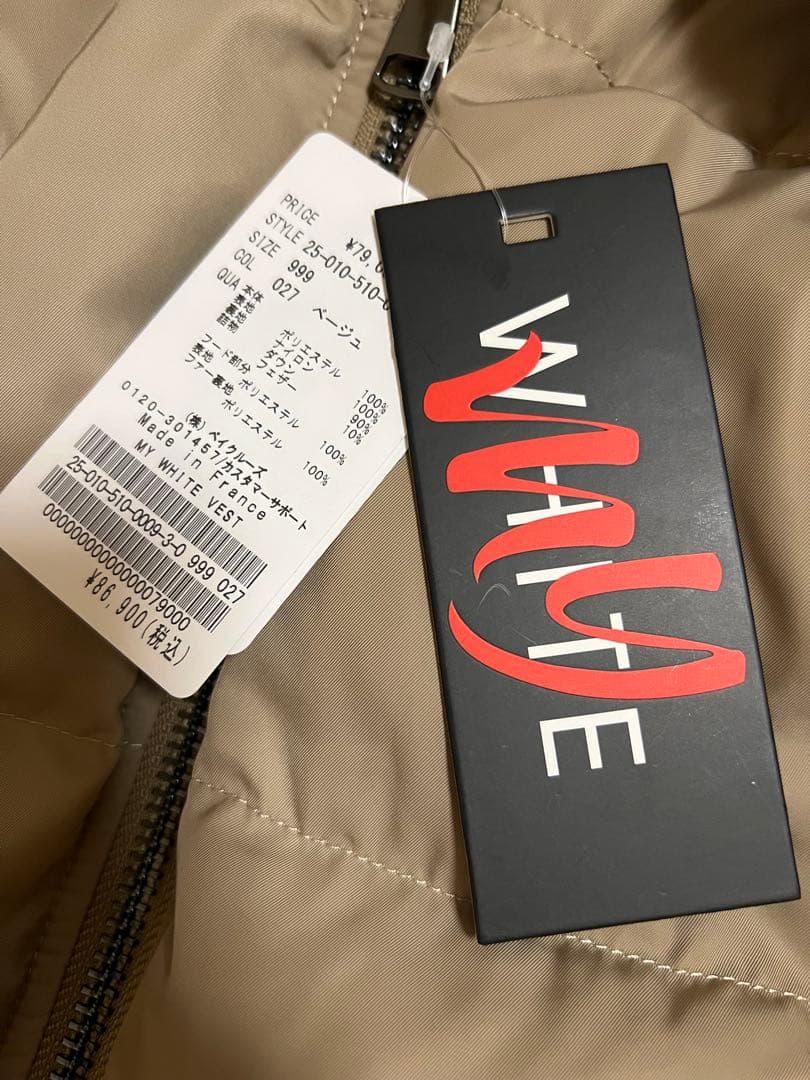 PRICE ¥79,0
STYLE 25-010-510-0
SIZE 999
COL 027 ベージュ
QUA 本体
表地 ポリエステル 100%
裏地 ナイロン 100%
詰物 ダウン 90%
フェザー 10%
フード部分
表地 ポリエステル 100%
ファー裏地
ポリエステル 100%
(株) ベイクルーズ
0120-301457/カスタマーサポート
Made in France
MY WHITE VEST
25-010-510-0009-3-0 999 027
0000000000000079000
¥86,900(税込)
WHITE
My